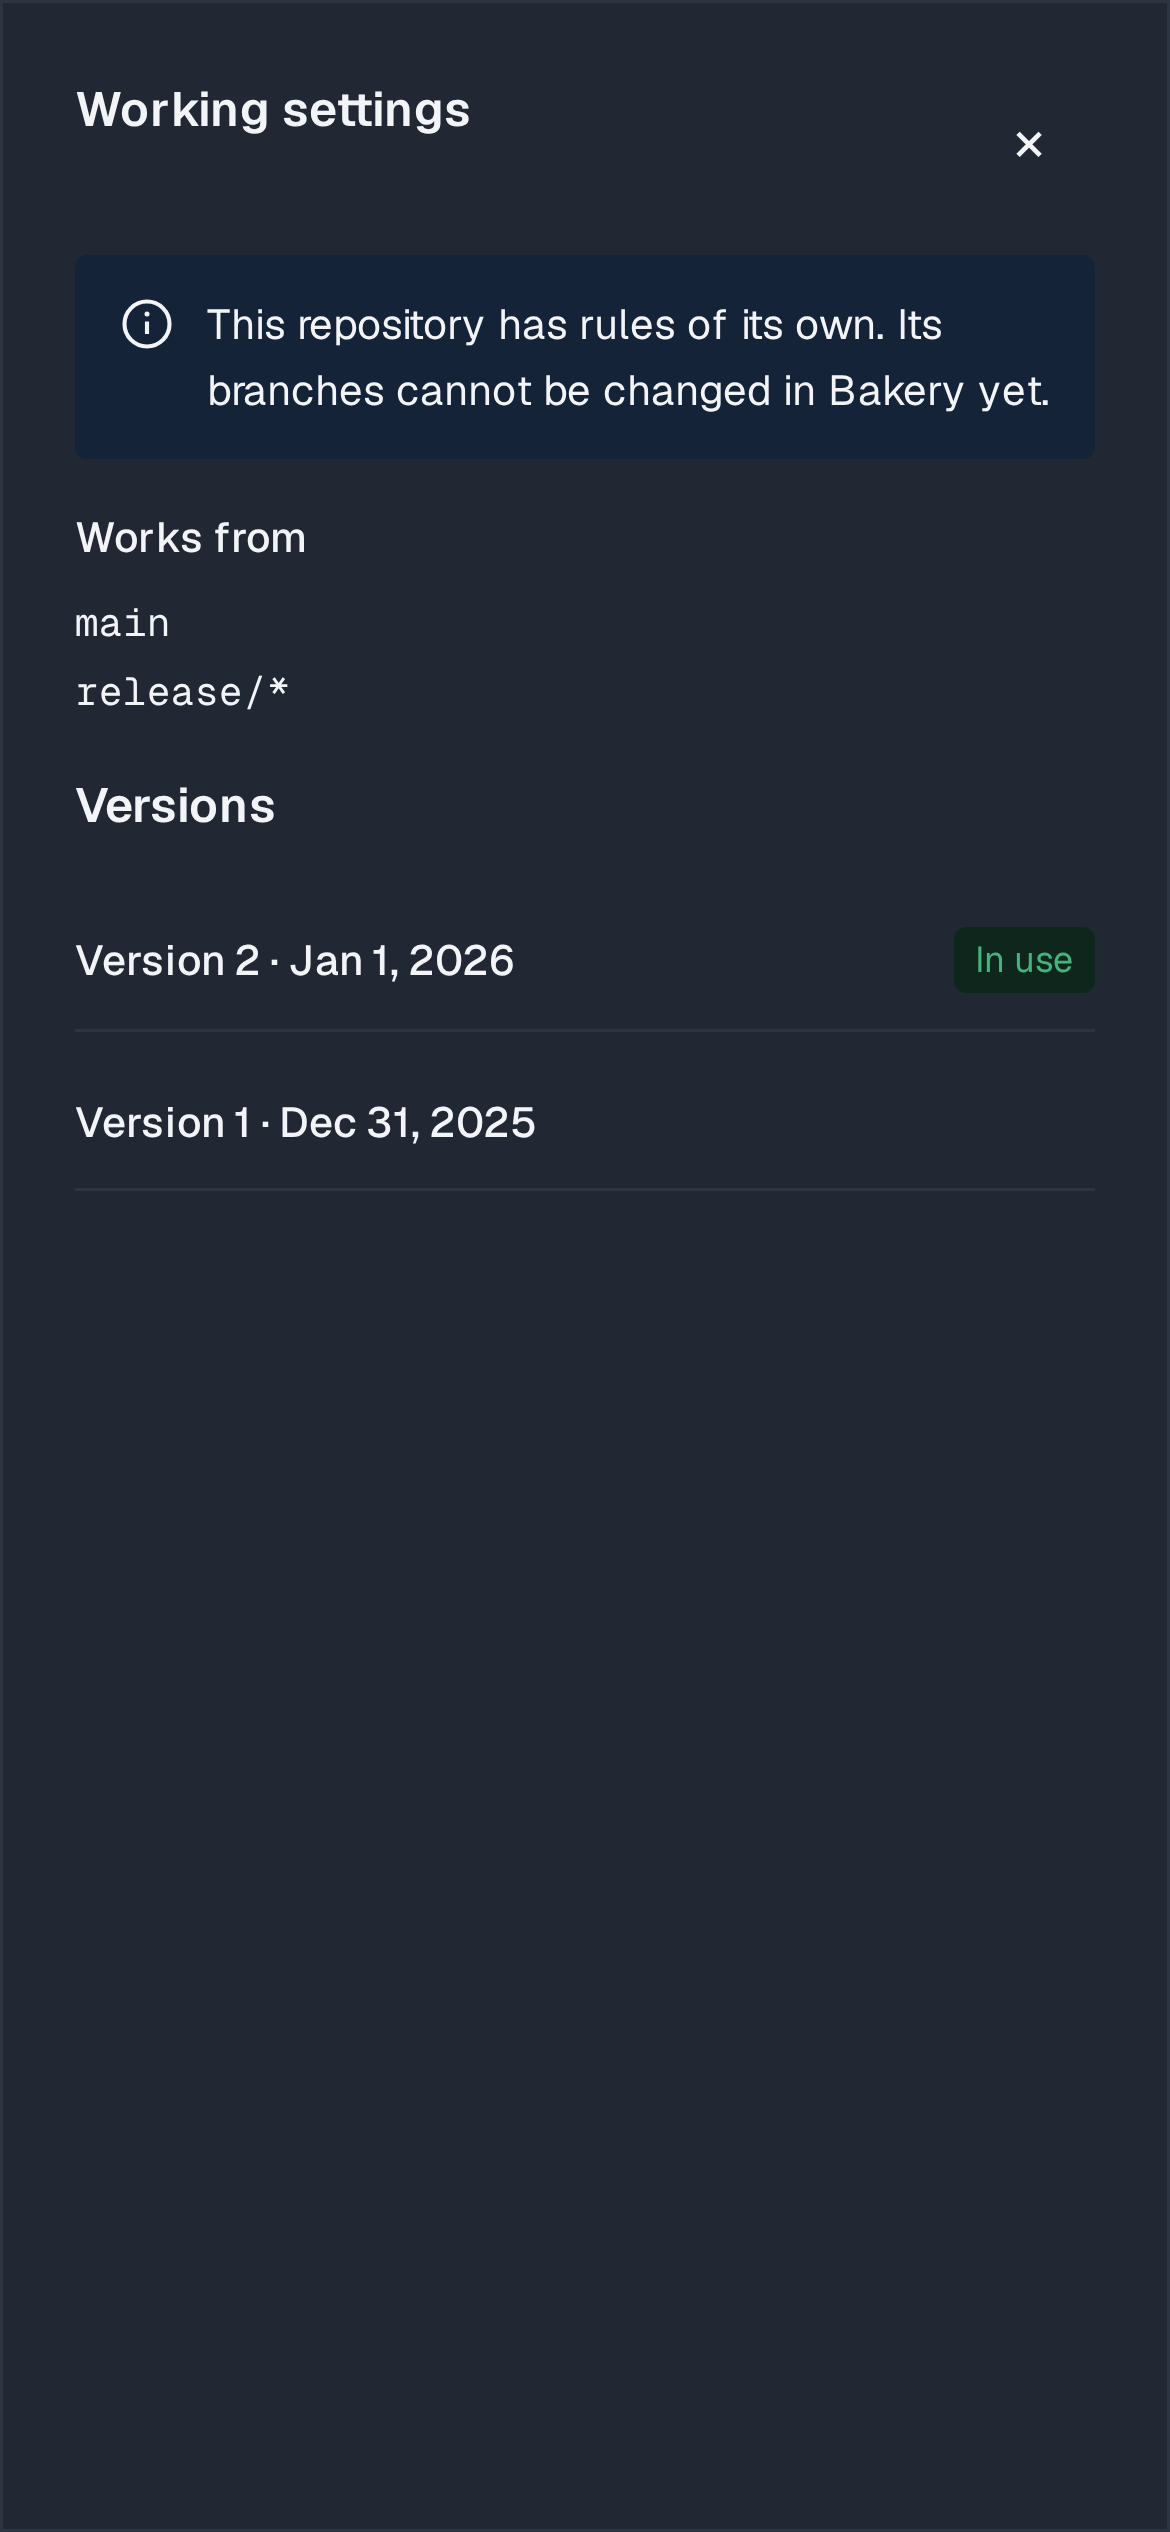 Working settings
This repository has rules of its own. Its
branches cannot be changed in Bakery yet.
Works from
main
release/*
Versions
Version 2 · Jan 1, 2026
In use
Version 1 · Dec 31, 2025